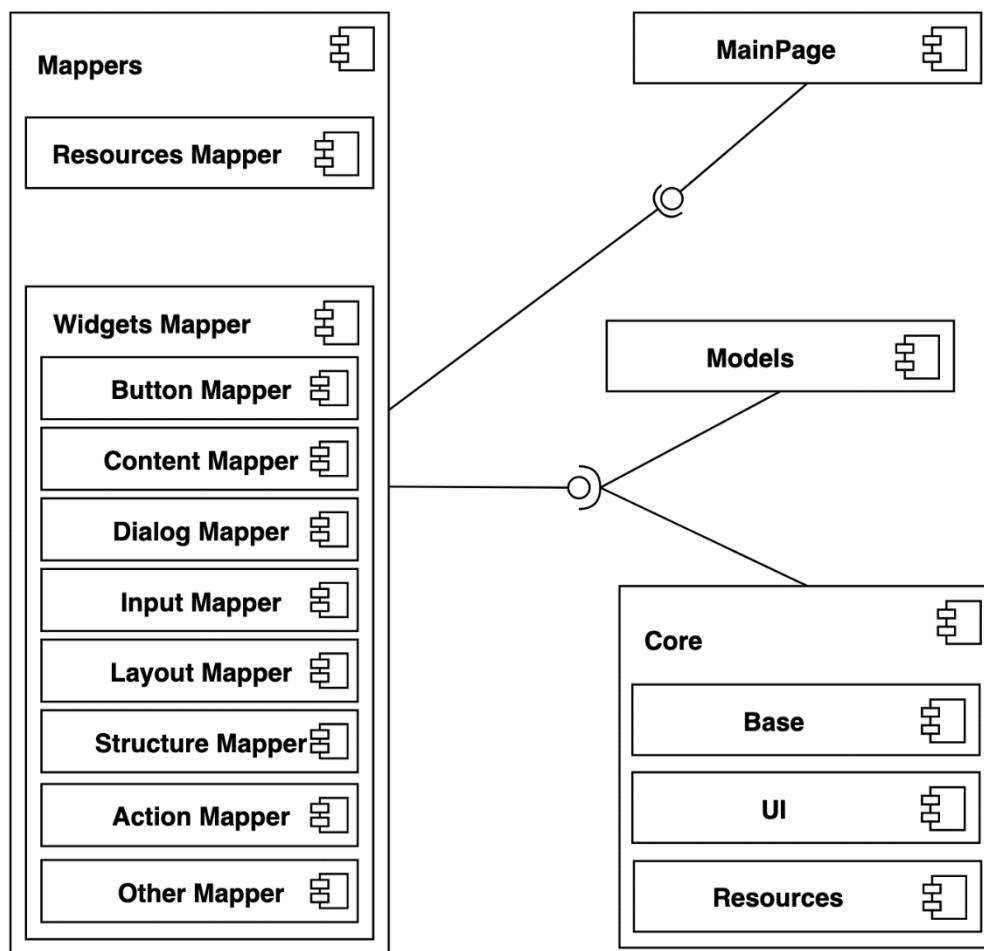 Mappers
Resources Mapper
Widgets Mapper
Button Mapper
Content Mapper
Dialog Mapper
Input Mapper
Layout Mapper
Structure Mapper
Action Mapper
Other Mapper
MainPage
Models
Core
Base
UI
Resources